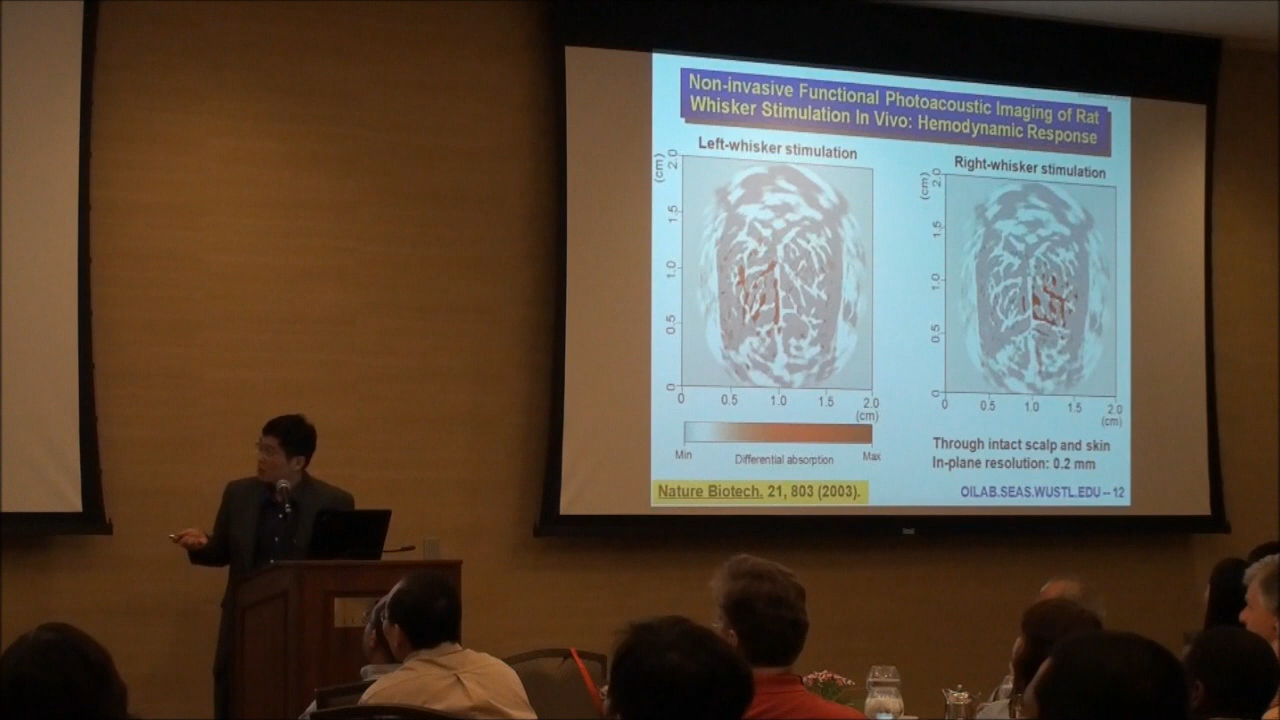 Non-invasive Functional Photoacoustic Imaging of Rat
Whisker Stimulation In Vivo: Hemodynamic Response
Left-whisker stimulation
(cm)
2.0
1.5
1.0
0.5
0
0 0.5 1.0 1.5 2.0
(cm)
Min Differential absorption Max
Right-whisker stimulation
(cm)
2.0
1.5
1.0
0.5
0
0 0.5 1.0 1.5 2.0
(cm)
Through intact scalp and skin
In-plane resolution: 0.2 mm
Nature Biotech. 21, 803 (2003).
OILAB.SEAS.WUSTL.EDU – 12